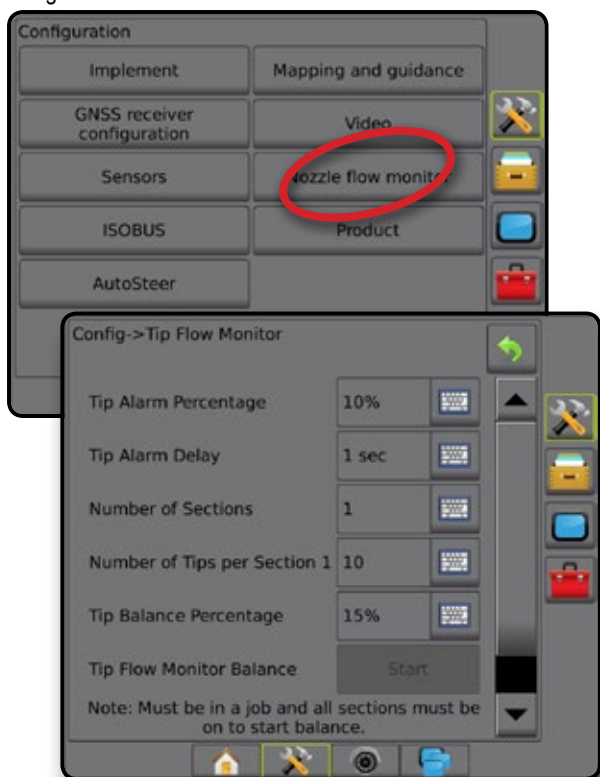 Configuration
Implement
Mapping and guidance
GNSS receiver
configuration
Video
Sensors
Nozzle flow monitor
ISOBUS
Product
AutoSteer
Config->Tip Flow Monitor
Tip Alarm Percentage
10%
Tip Alarm Delay
1 sec
Number of Sections
1
Number of Tips per Section 1
10
Tip Balance Percentage
15%
Tip Flow Monitor Balance
Start
Note: Must be in a job and all sections must be
on to start balance.